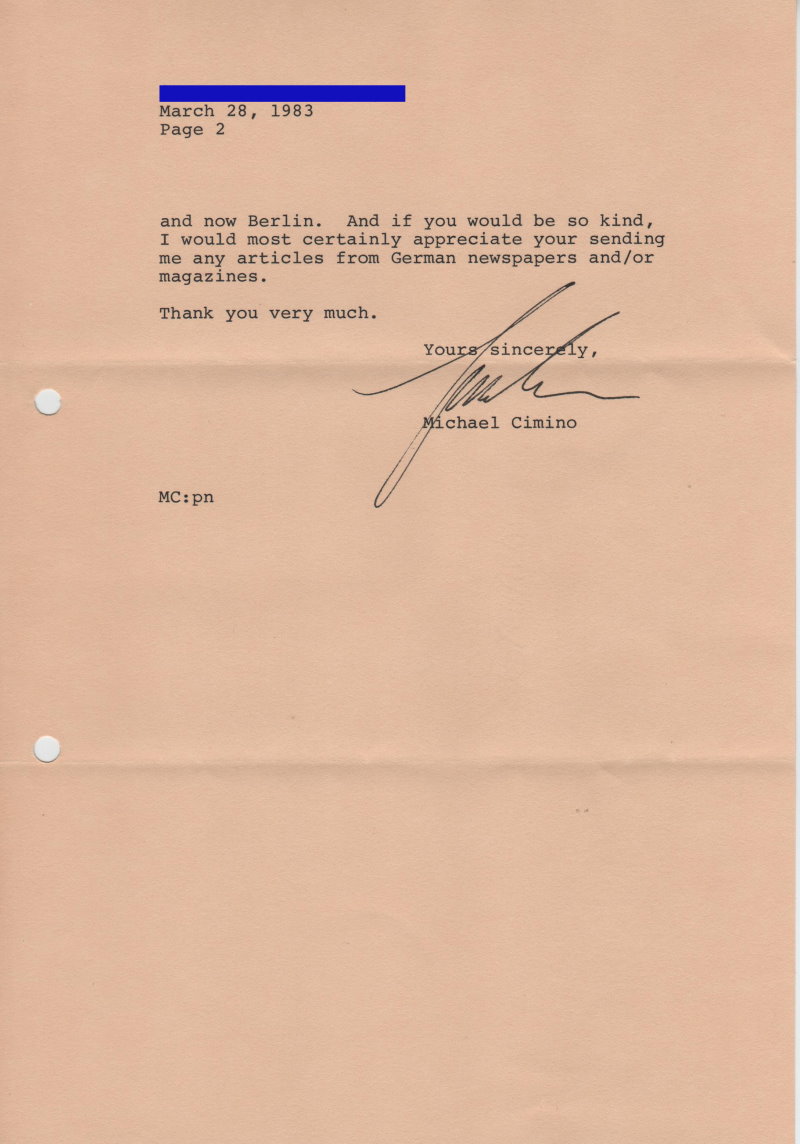 March 28, 1983
Page 2
and now Berlin. And if you would be so kind,
I would most certainly appreciate your sending
me any articles from German newspapers and/or
magazines.
Thank you very much.
Yours sincerely,
Michael Cimino
MC:pn